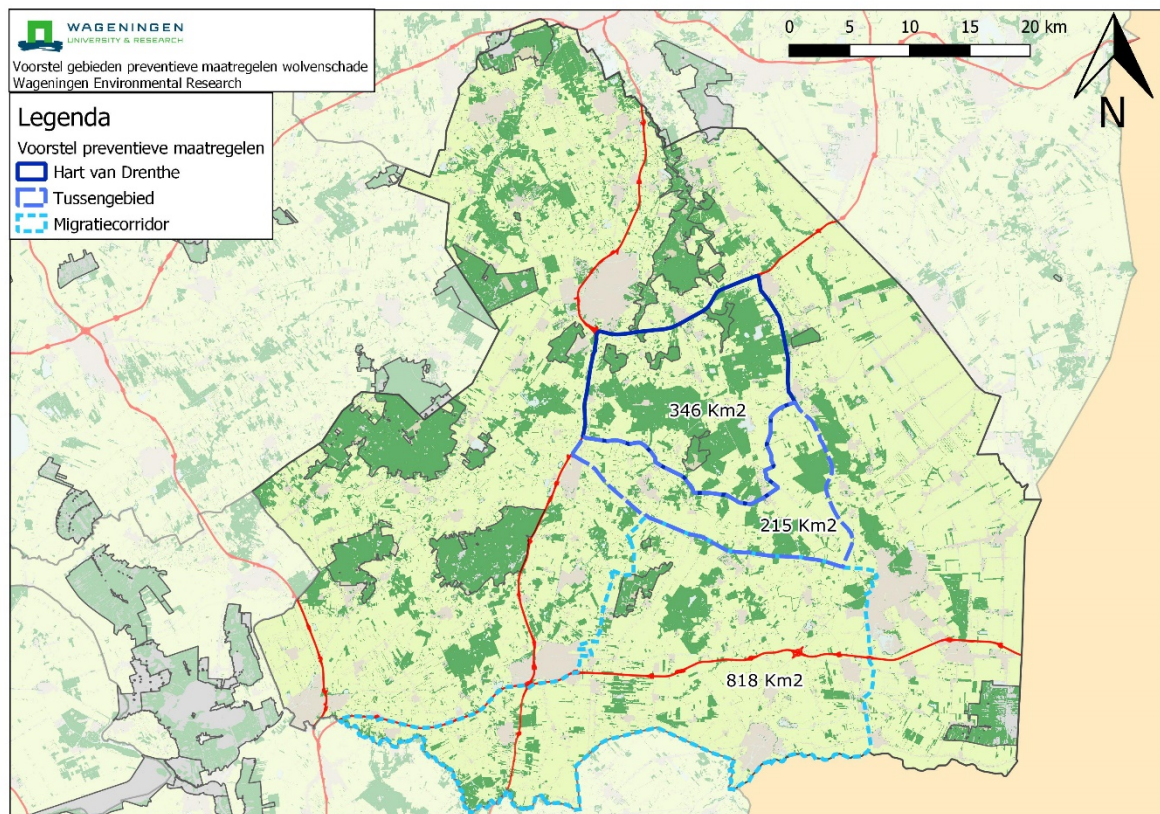 WAGENINGEN
UNIVERSITY & RESEARCH
Voorstel gebieden preventieve maatregelen wolvenschade
Wageningen Environmental Research
Legenda
Voorstel preventieve maatregelen
Hart van Drenthe
Tussengebied
Migratiecorridor
0 5 10 15 20 km
N
346 Km2
215 Km2
818 Km2